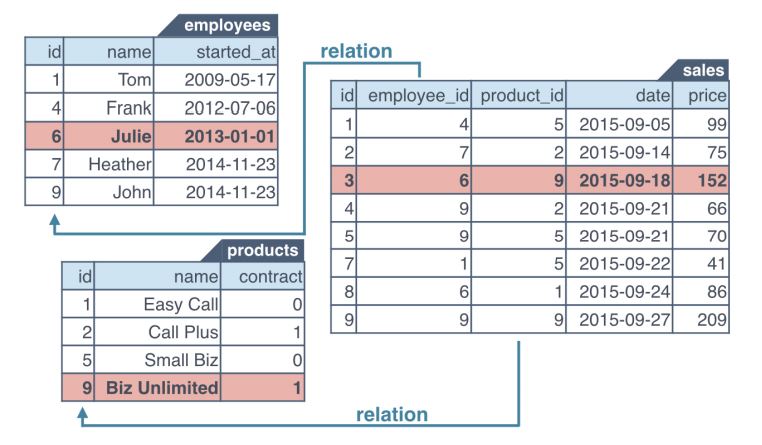 employees
id name started_at
1 Tom 2009-05-17
4 Frank 2012-07-06
6 Julie 2013-01-01
7 Heather 2014-11-23
9 John 2014-11-23
relation
sales
id employee_id product_id date price
1 4 5 2015-09-05 99
2 7 2 2015-09-14 75
3 6 9 2015-09-18 152
4 9 2 2015-09-21 66
5 9 5 2015-09-21 70
7 1 5 2015-09-22 41
8 6 1 2015-09-24 86
9 9 9 2015-09-27 209
products
id name contract
1 Easy Call 0
2 Call Plus 1
5 Small Biz 0
9 Biz Unlimited 1
relation